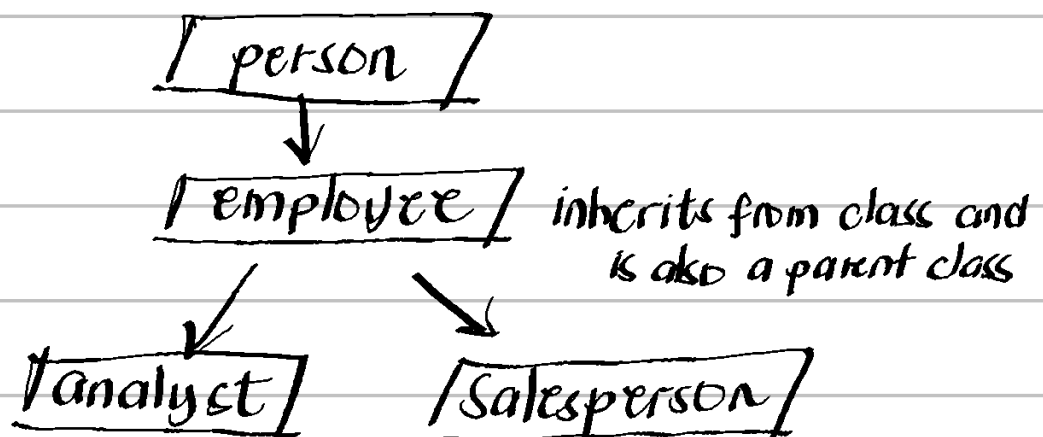 person
employee
inherits from class and
is also a parent class
analyst
salesperson